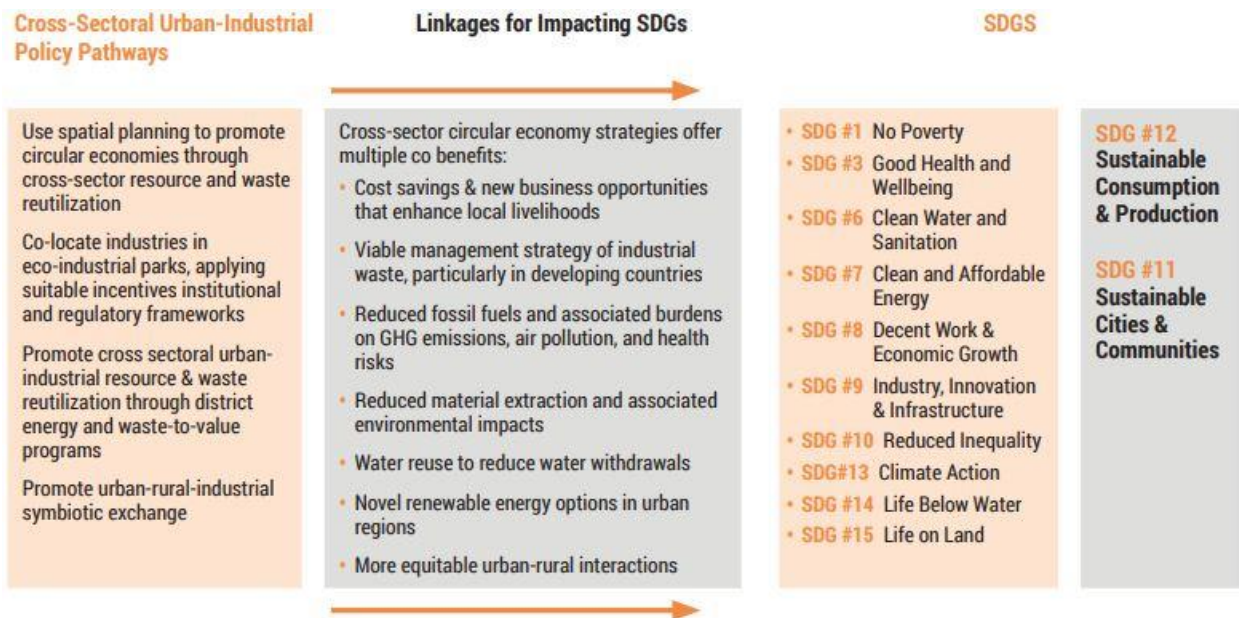 Cross-Sectoral Urban-Industrial
Policy Pathways
Linkages for Impacting SDGs
SDGS
Use spatial planning to promote
circular economies through
cross-sector resource and waste
reutilization
Co-locate industries in
eco-industrial parks, applying
suitable incentives institutional
and regulatory frameworks
Promote cross sectoral urban-
industrial resource & waste
reutilization through district
energy and waste-to-value
programs
Promote urban-rural-industrial
symbiotic exchange
Cross-sector circular economy strategies offer
multiple co benefits:
• Cost savings & new business opportunities
that enhance local livelihoods
• Viable management strategy of industrial
waste, particularly in developing countries
• Reduced fossil fuels and associated burdens
on GHG emissions, air pollution, and health
risks
• Reduced material extraction and associated
environmental impacts
• Water reuse to reduce water withdrawals
• Novel renewable energy options in urban
regions
• More equitable urban-rural interactions
• SDG #1 No Poverty
• SDG #3 Good Health and
Wellbeing
• SDG #6 Clean Water and
Sanitation
• SDG #7 Clean and Affordable
Energy
• SDG #8 Decent Work &
Economic Growth
• SDG #9 Industry, Innovation
& Infrastructure
• SDG #10 Reduced Inequality
• SDG#13 Climate Action
• SDG #14 Life Below Water
• SDG #15 Life on Land
SDG #12
Sustainable
Consumption
& Production
SDG #11
Sustainable
Cities &
Communities